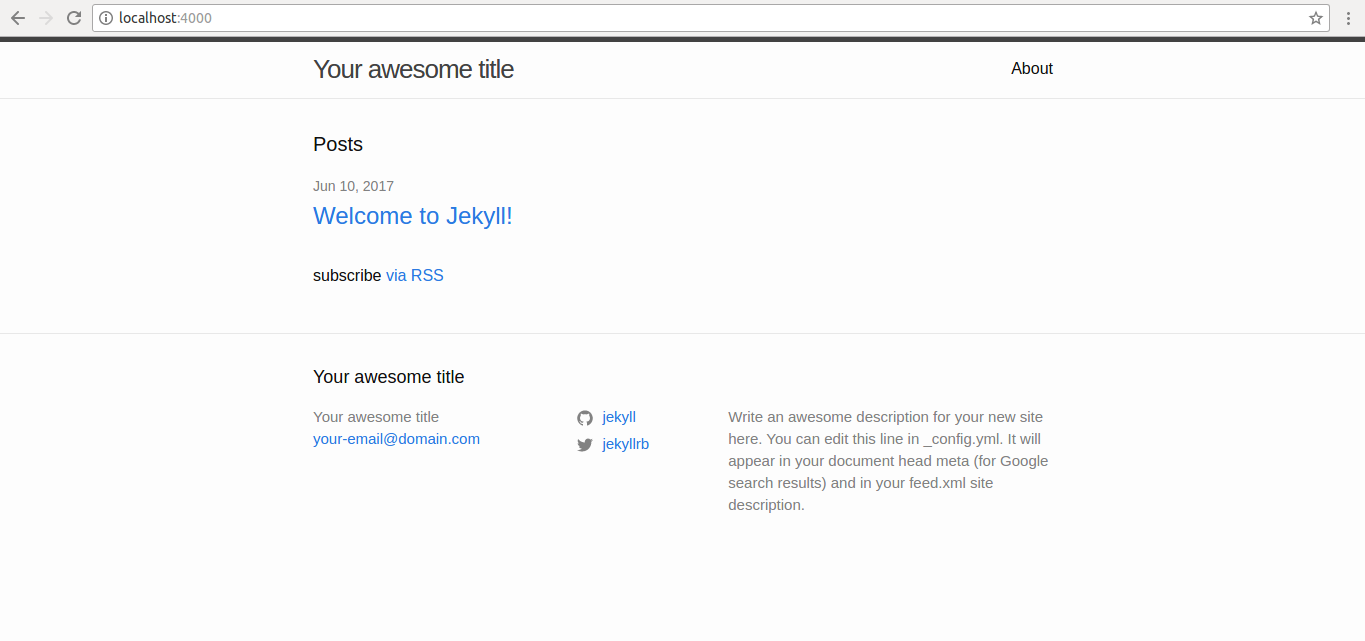 localhost:4000
Your awesome title
About
Posts
Jun 10, 2017
Welcome to Jekyll!
subscribe via RSS
Your awesome title
Your awesome title
your-email@domain.com
jekyll
jekyllrb
Write an awesome description for your new site
here. You can edit this line in _config.yml. It will
appear in your document head meta (for Google
search results) and in your feed.xml site
description.